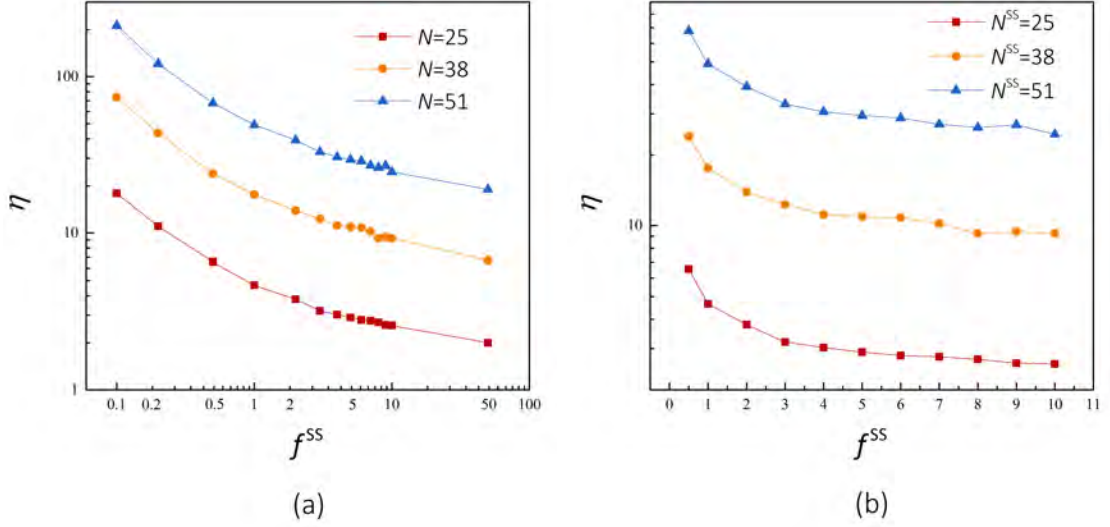 N=25
N=38
N=51
100
10
1
η
0.1 0.2 0.5 1 2 5 10 50 100
f^SS
(a)
N^SS=25
N^SS=38
N^SS=51
10
η
0 1 2 3 4 5 6 7 8 9 10 11
f^SS
(b)